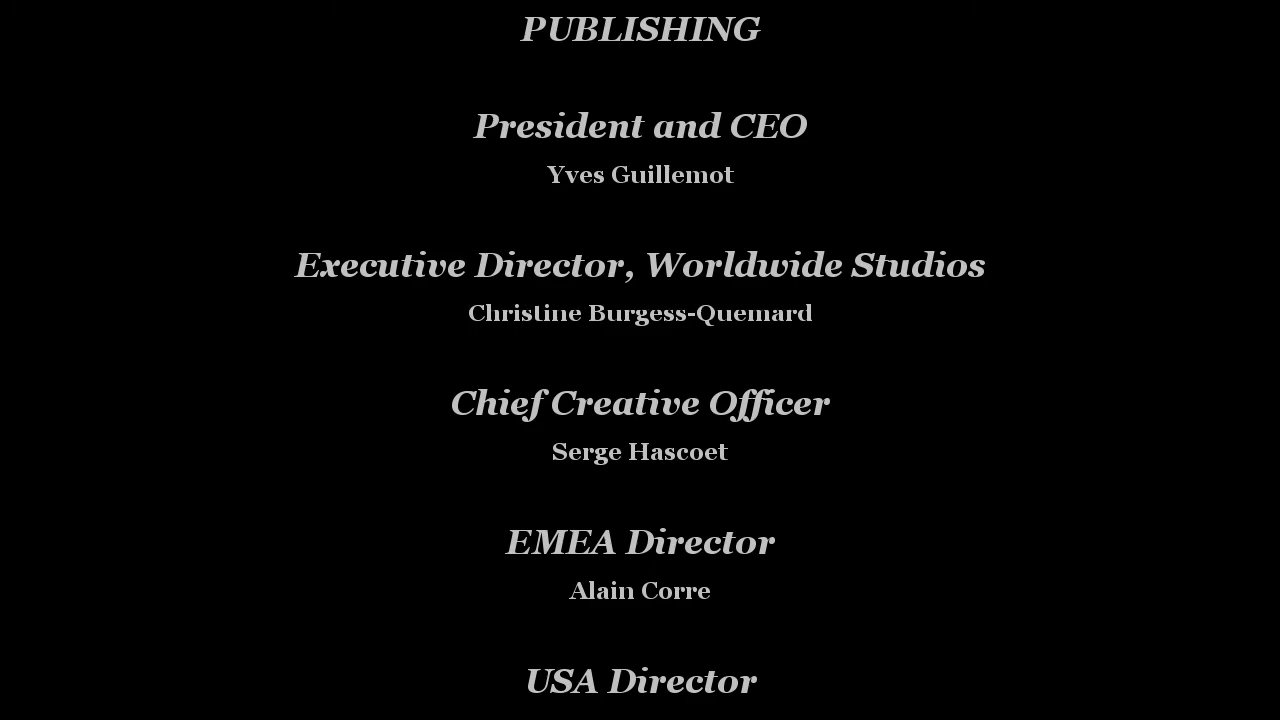 PUBLISHING
President and CEO
Yves Guillemot
Executive Director, Worldwide Studios
Christine Burgess-Quemard
Chief Creative Officer
Serge Hascoet
EMEA Director
Alain Corre
USA Director